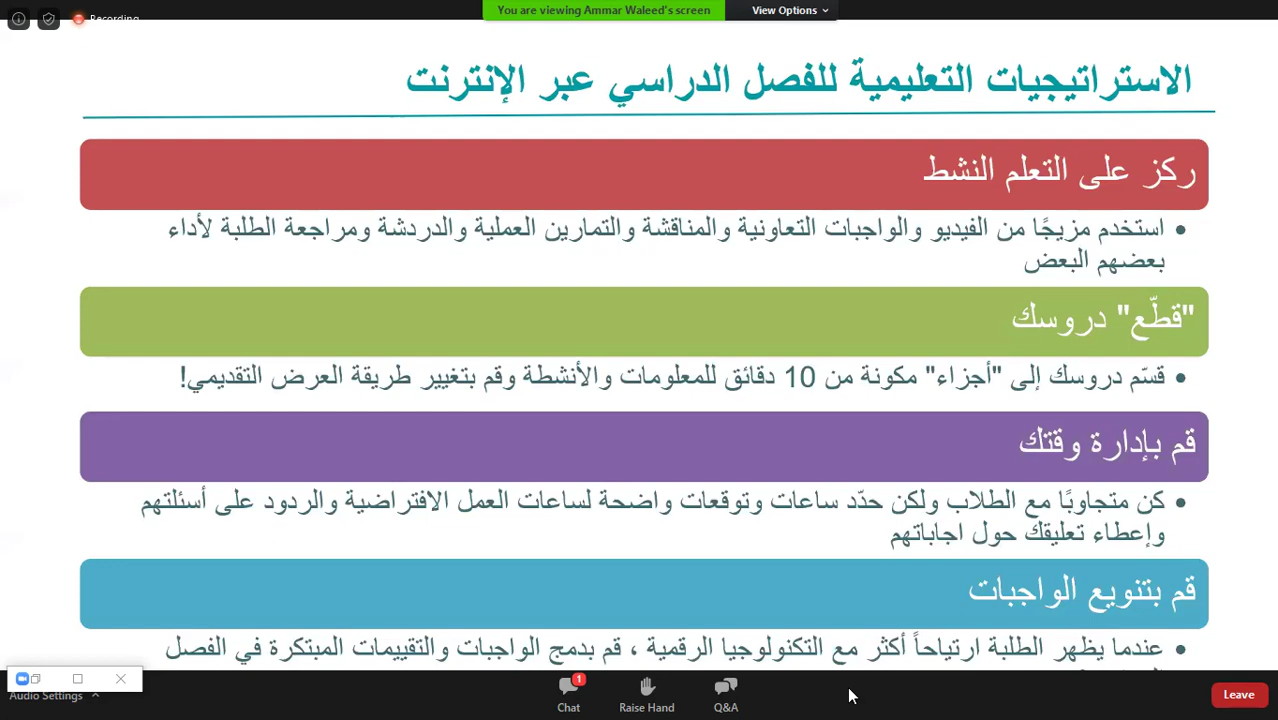 Recording
You are viewing Ammar Waleed's screen
View Options
الاستراتيجيات التعليمية للفصل الدراسي عبر الإنترنت
ركز على التعلم النشط
• استخدم مزيجًا من الفيديو والواجبات التعاونية والمناقشة والتمارين العملية والدردشة ومراجعة الطلبة لأداء
بعضهم البعض
"قطّع" دروسك
• قسّم دروسك إلى "أجزاء" مكونة من 10 دقائق للمعلومات والأنشطة وقم بتغيير طريقة العرض التقديمي!
قم بإدارة وقتك
• كن متجاوبًا مع الطلاب ولكن حدّد ساعات وتوقعات واضحة لساعات العمل الافتراضية والردود على أسئلتهم
وإعطاء تعليقك حول اجاباتهم
قم بتنويع الواجبات
• عندما يظهر الطلبة ارتياحاً أكثر مع التكنولوجيا الرقمية ، قم بدمج الواجبات والتقييمات المبتكرة في الفصل
Audio Settings
1
Chat
Raise Hand
Q&A
Leave